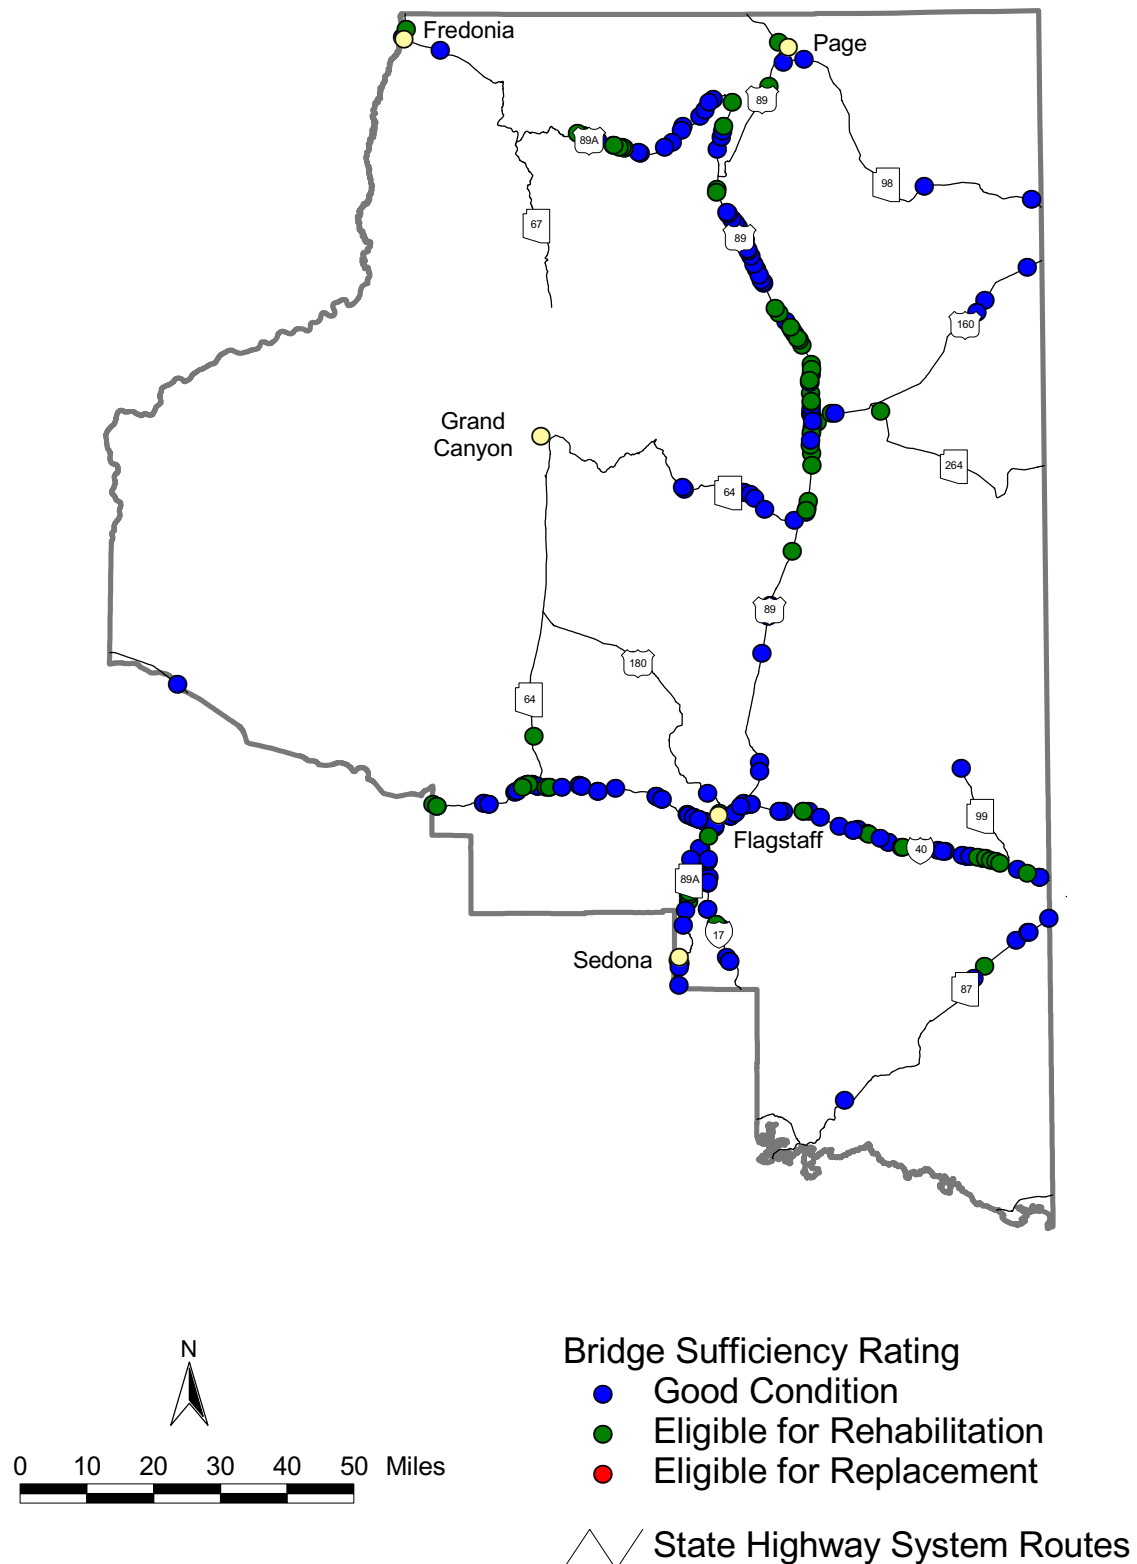 Fredonia
Page
89
89A
98
67
89
160
Grand
Canyon
264
64
89
180
64
99
Flagstaff
40
89A
17
Sedona
87
N
0 10 20 30 40 50 Miles
Bridge Sufficiency Rating
Good Condition
Eligible for Rehabilitation
Eligible for Replacement
State Highway System Routes